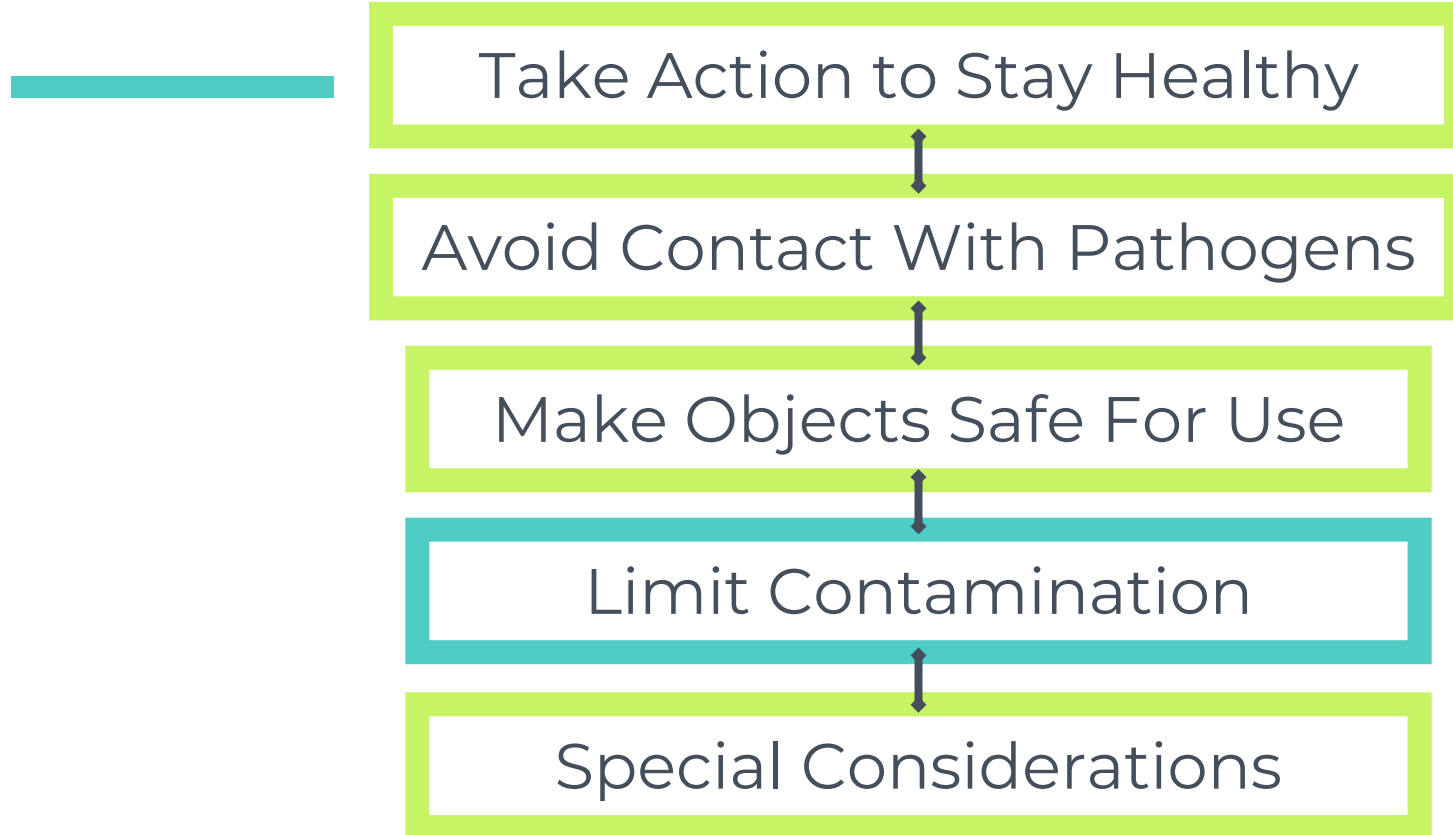 Take Action to Stay Healthy
Avoid Contact With Pathogens
Make Objects Safe For Use
Limit Contamination
Special Considerations